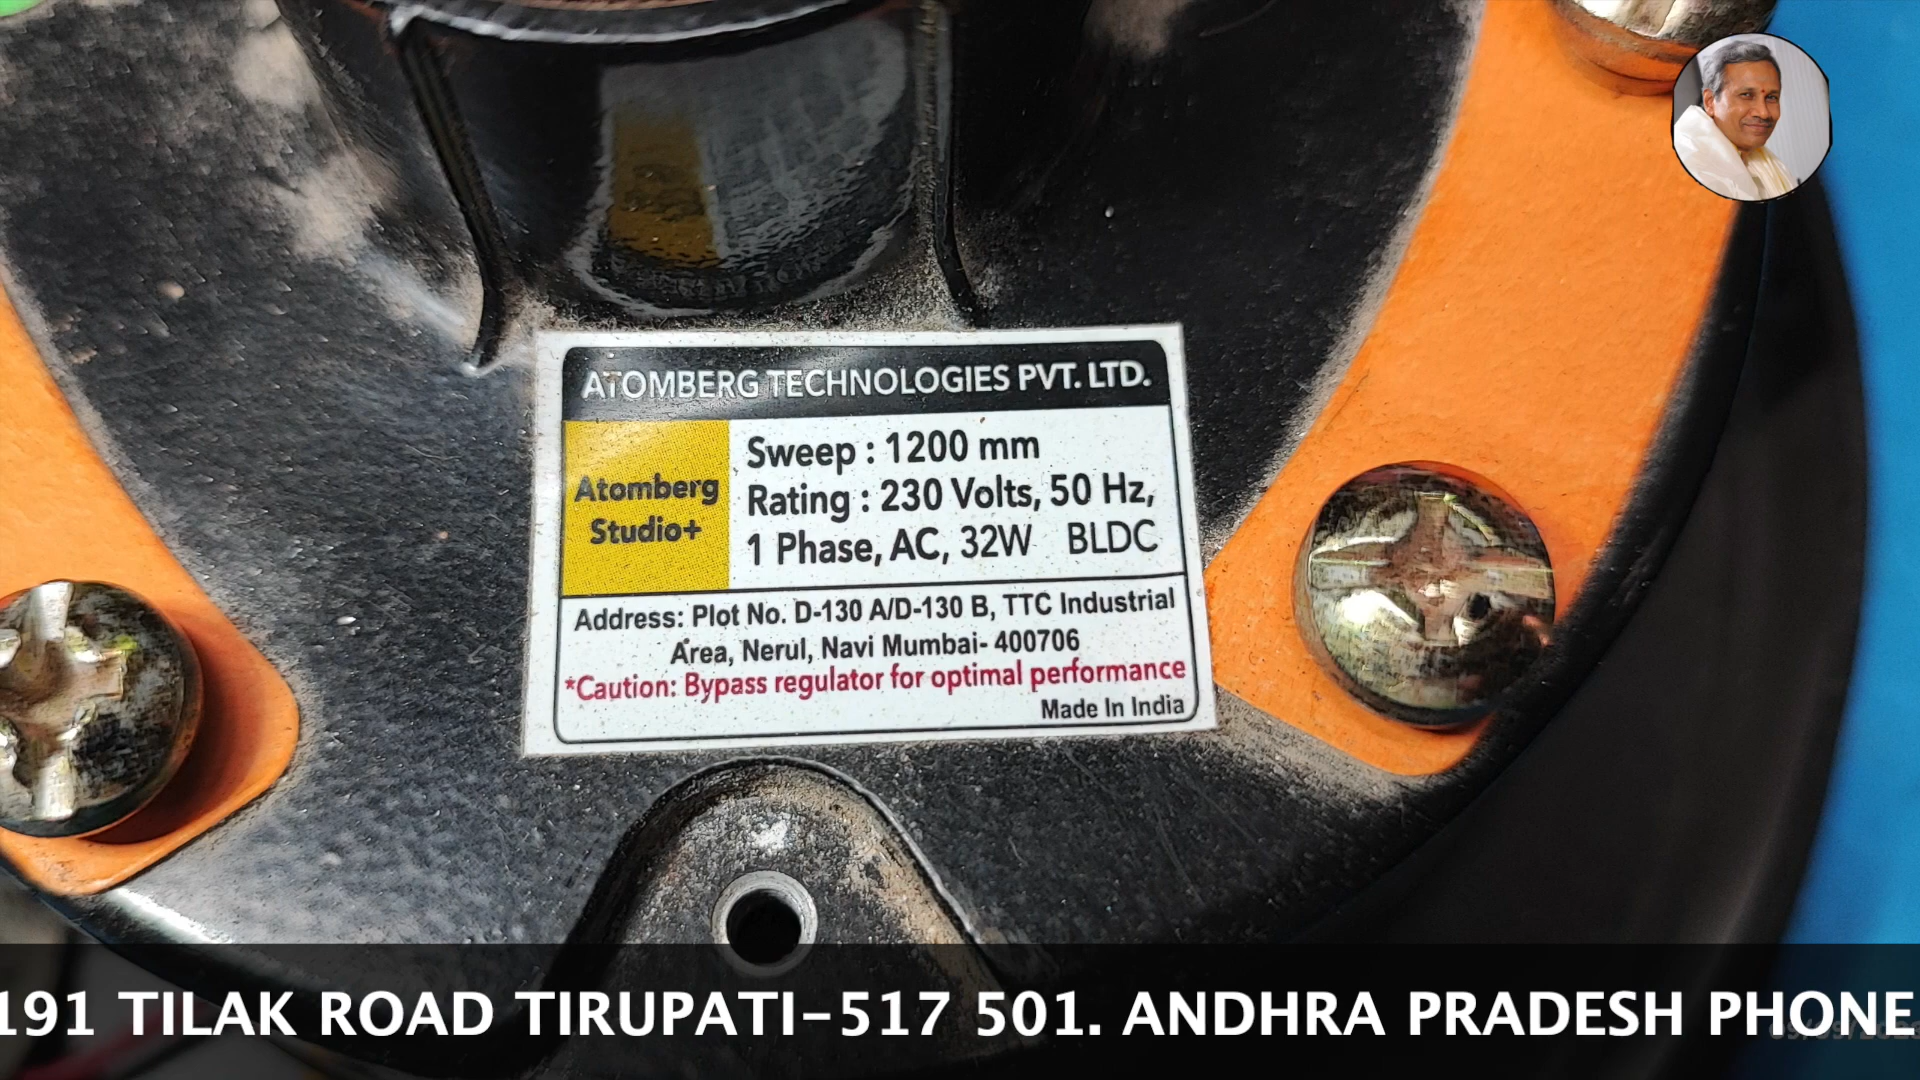 ATOMBERG TECHNOLOGIES PVT. LTD.
Atomberg
Studio+
Sweep : 1200 mm
Rating : 230 Volts, 50 Hz,
1 Phase, AC, 32W BLDC
Address: Plot No. D-130 A/D-130 B, TTC Industrial
Area, Nerul, Navi Mumbai- 400706
*Caution: Bypass regulator for optimal performance
Made In India
191 TILAK ROAD TIRUPATI-517 501. ANDHRA PRADESH PHONE